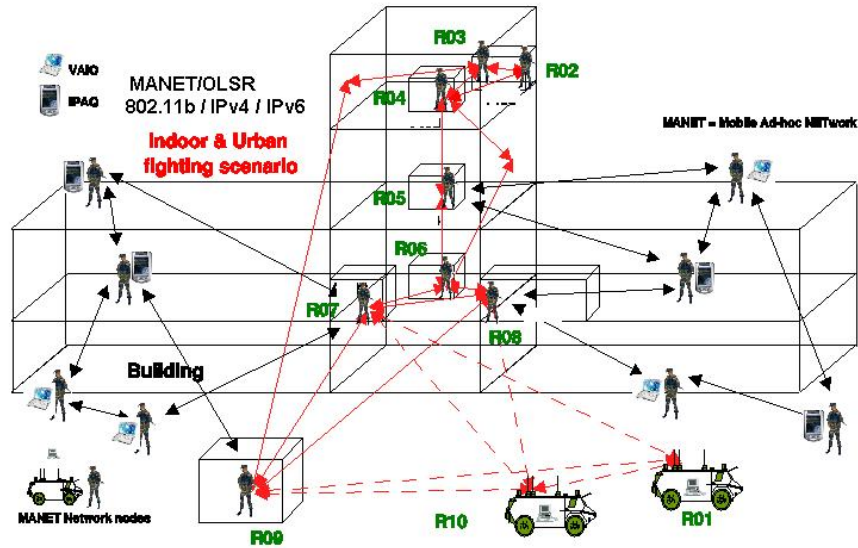 R03
R02
VAIO
MANET/OLSR
R04
IPAQ
802.11b / IPv4 / IPv6
MANET = Mobile Ad-hoc NETwork
Indoor & Urban
fighting scenario
R05
R06
R07
R08
Building
MANET Network nodes
R09
R10
R01